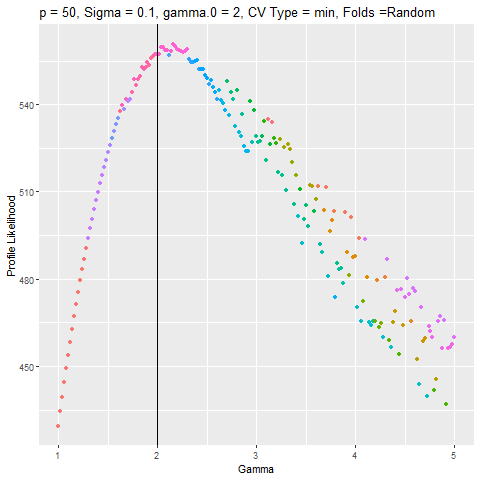 p = 50, Sigma = 0.1, gamma.0 = 2, CV Type = min, Folds =Random
Profile Likelihood
540
510
480
450
1 2 3 4 5
Gamma